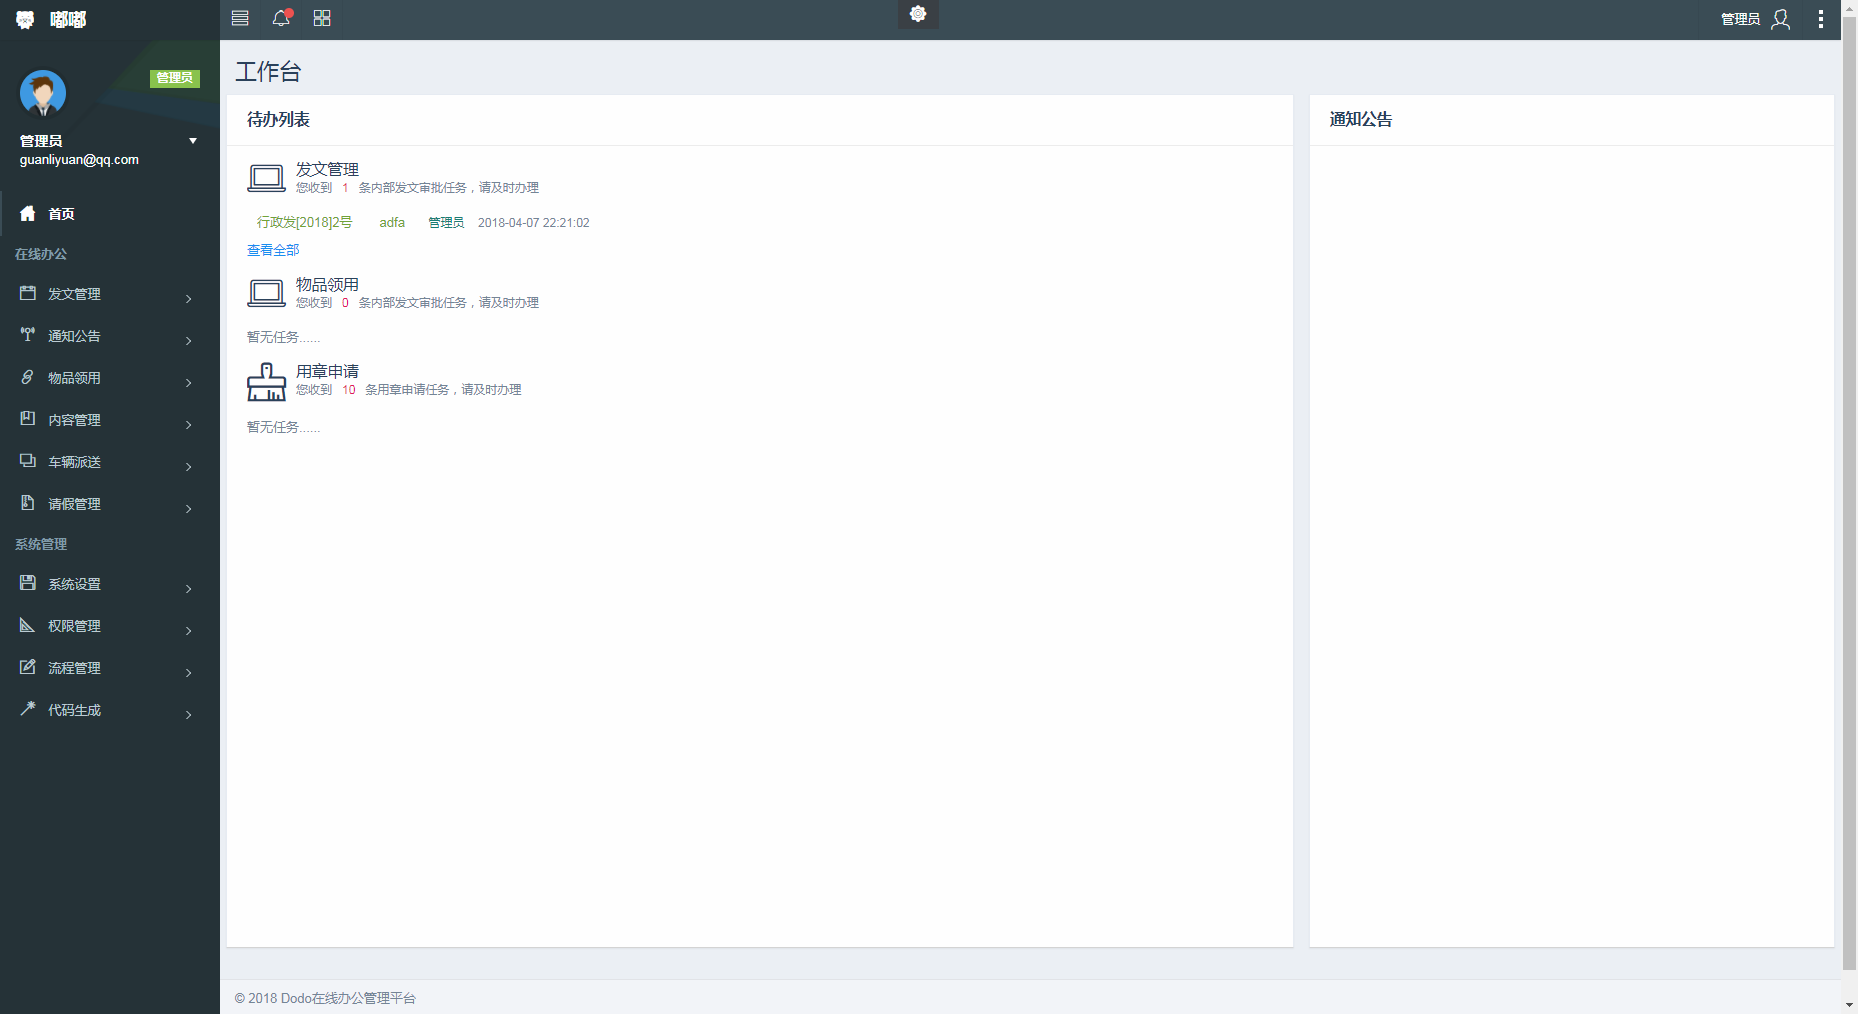 嘟嘟
管理员
管理员
管理员
guanliyuan@qq.com
首页
在线办公
发文管理
通知公告
物品领用
内容管理
车辆派送
请假管理
系统管理
系统设置
权限管理
流程管理
代码生成
工作台
待办列表
发文管理
您收到 1 条内部发文审批任务，请及时办理
行政发[2018]2号 adfa 管理员 2018-04-07 22:21:02
查看全部
物品领用
您收到 0 条内部发文审批任务，请及时办理
暂无任务......
用章申请
您收到 10 条用章申请任务，请及时办理
暂无任务......
通知公告
© 2018 Dodo在线办公管理平台